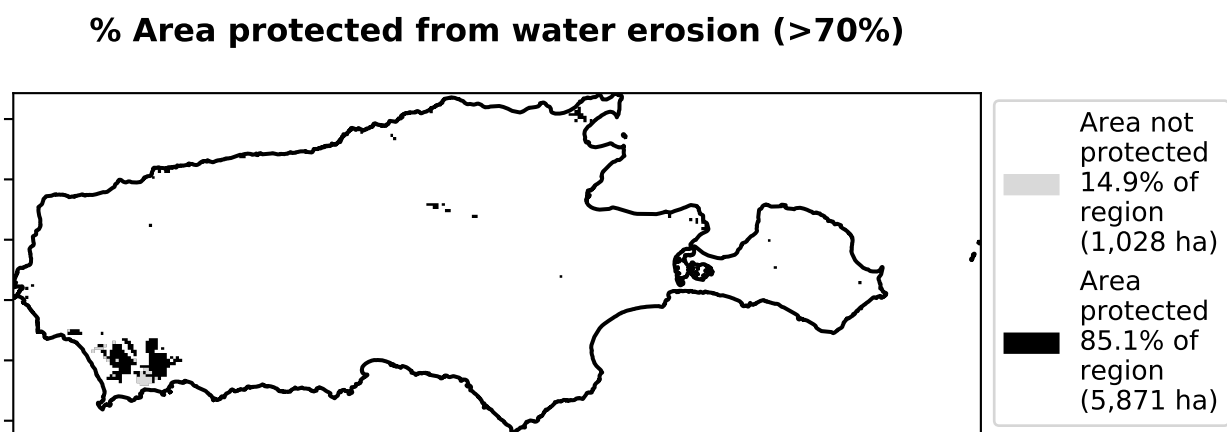 % Area protected from water erosion (>70%)
Area not
protected
14.9% of
region
(1,028 ha)
Area
protected
85.1% of
region
(5,871 ha)